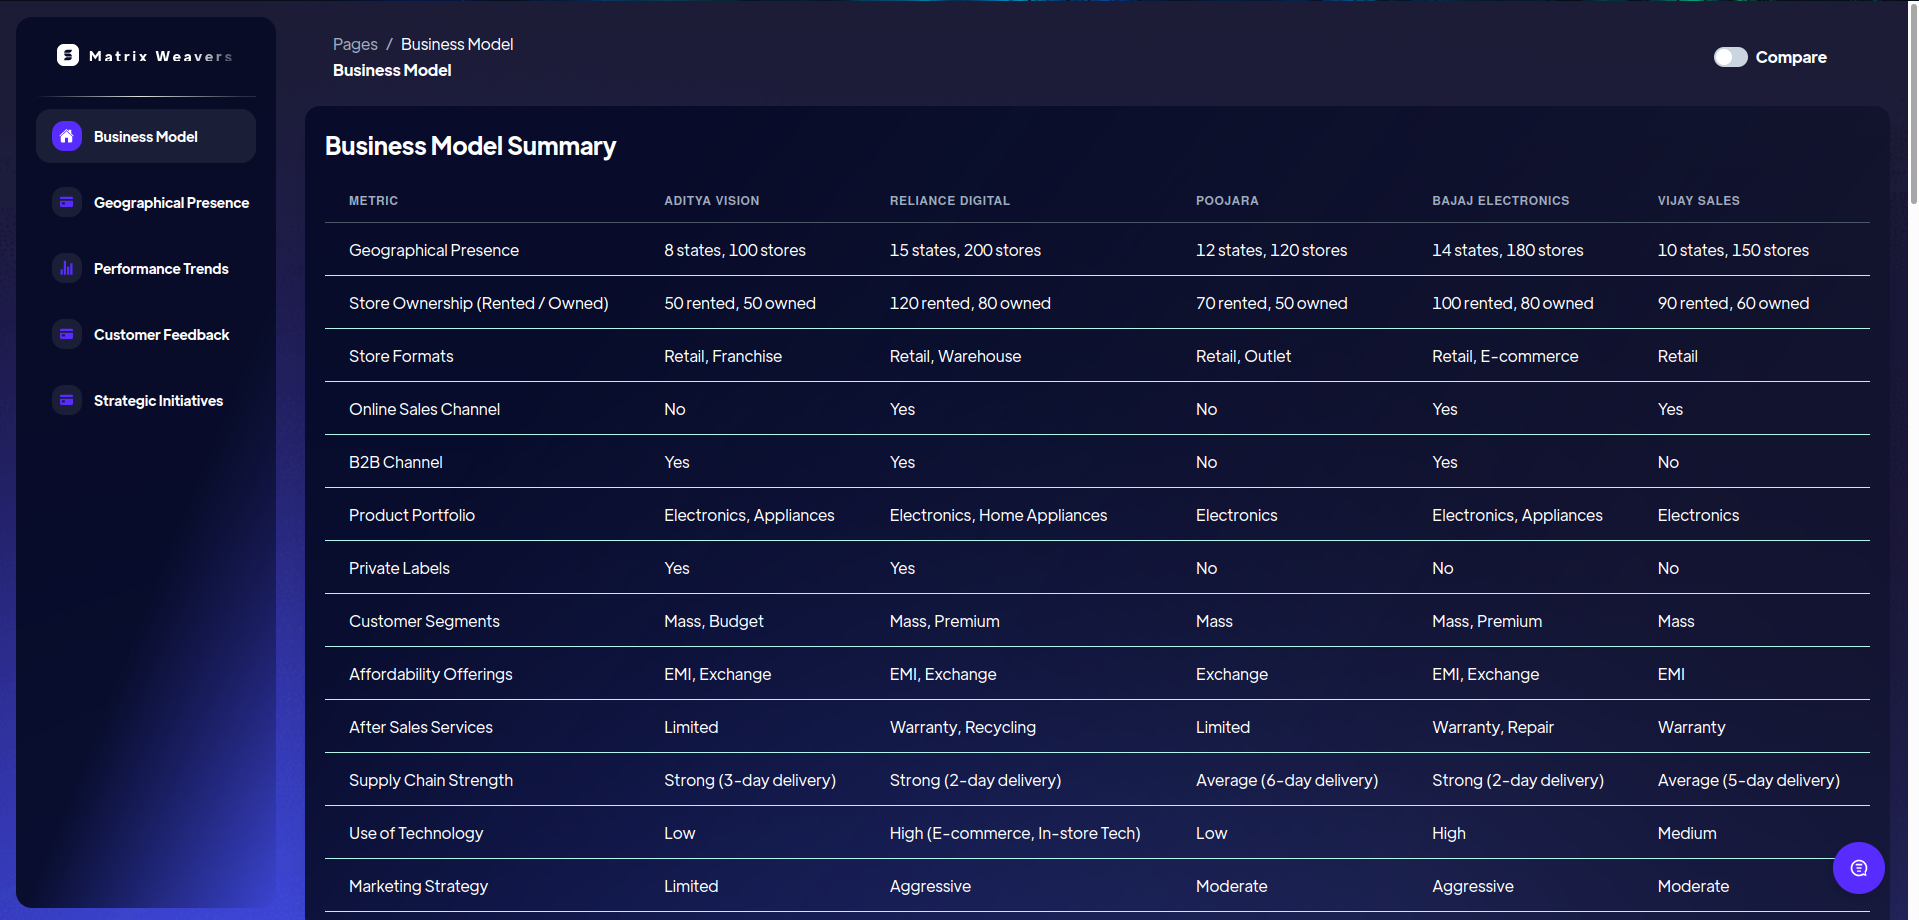 Matrix Weavers
Business Model
Geographical Presence
Performance Trends
Customer Feedback
Strategic Initiatives
Pages / Business Model
Business Model
Compare
Business Model Summary
METRIC ADITYA VISION RELIANCE DIGITAL POOJARA BAJAJ ELECTRONICS VIJAY SALES
Geographical Presence 8 states, 100 stores 15 states, 200 stores 12 states, 120 stores 14 states, 180 stores 10 states, 150 stores
Store Ownership (Rented / Owned) 50 rented, 50 owned 120 rented, 80 owned 70 rented, 50 owned 100 rented, 80 owned 90 rented, 60 owned
Store Formats Retail, Franchise Retail, Warehouse Retail, Outlet Retail, E-commerce Retail
Online Sales Channel No Yes No Yes Yes
B2B Channel Yes Yes No Yes No
Product Portfolio Electronics, Appliances Electronics, Home Appliances Electronics Electronics, Appliances Electronics
Private Labels Yes Yes No No No
Customer Segments Mass, Budget Mass, Premium Mass Mass, Premium Mass
Affordability Offerings EMI, Exchange EMI, Exchange Exchange EMI, Exchange EMI
After Sales Services Limited Warranty, Recycling Limited Warranty, Repair Warranty
Supply Chain Strength Strong (3-day delivery) Strong (2-day delivery) Average (6-day delivery) Strong (2-day delivery) Average (5-day delivery)
Use of Technology Low High (E-commerce, In-store Tech) Low High Medium
Marketing Strategy Limited Aggressive Moderate Aggressive Moderate